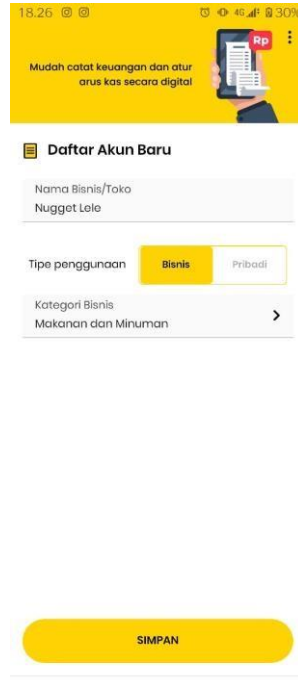 18.26 4G 30%
Rp
Mudah catat keuangan dan atur
arus kas secara digital
Daftar Akun Baru
Nama Bisnis/Toko
Nugget Lele
Tipe penggunaan Bisnis Pribadi
Kategori Bisnis
Makanan dan Minuman
SIMPAN